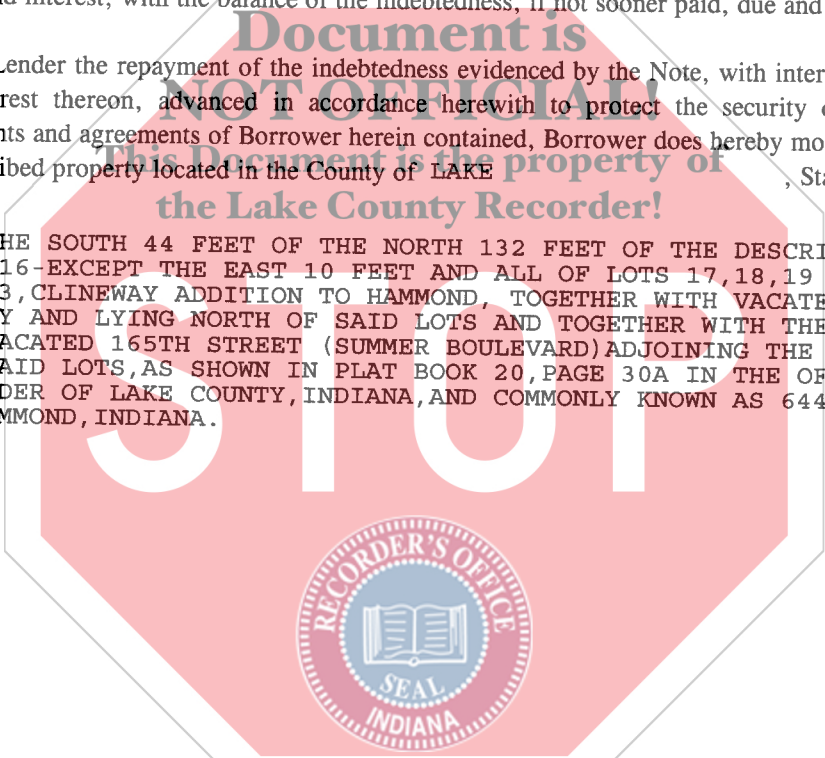 nd interest, with the balance of the indebtedness, if not sooner paid, due and
Document is
Lender the repayment of the indebtedness evidenced by the Note, with inter
NOT OFFICIAL!
rest thereon, advanced in accordance herewith to protect the security
nts and agreements of Borrower herein contained, Borrower does hereby mo
This Document is the property of
ibed property located in the County of LAKE , Sta
the Lake County Recorder!
HE SOUTH 44 FEET OF THE NORTH 132 FEET OF THE DESCRI
16-EXCEPT THE EAST 10 FEET AND ALL OF LOTS 17,18,19
3,CLINEWAY ADDITION TO HAMMOND, TOGETHER WITH VACATE
Y AND LYING NORTH OF SAID LOTS AND TOGETHER WITH THE
ACATED 165TH STREET (SUMMER BOULEVARD)ADJOINING THE
AID LOTS,AS SHOWN IN PLAT BOOK 20,PAGE 30A IN THE OF
DER OF LAKE COUNTY,INDIANA,AND COMMONLY KNOWN AS 644
MMOND,INDIANA.
STOP
RECORDER'S OFFICE
SEAL
INDIANA